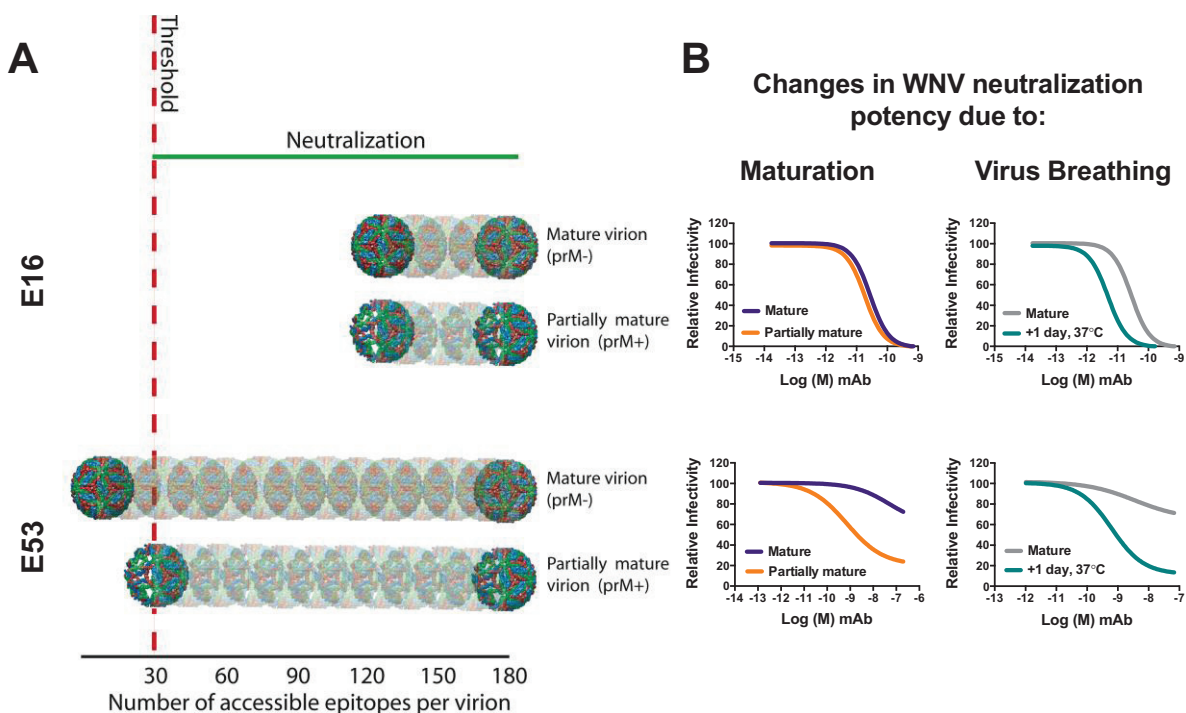 A
Threshold
Neutralization
E16
Mature virion
(prM-)
Partially mature
virion (prM+)
E53
Mature virion
(prM-)
Partially mature
virion (prM+)
30 60 90 120 150 180
Number of accessible epitopes per virion
B
Changes in WNV neutralization
potency due to:
Maturation
120
100
80
60
40
20
0
Relative Infectivity
Mature
Partially mature
-15 -14 -13 -12 -11 -10 -9
Log (M) mAb
Virus Breathing
120
100
80
60
40
20
0
Relative Infectivity
Mature
+1 day, 37°C
-15 -14 -13 -12 -11 -10 -9
Log (M) mAb
120
100
80
60
40
20
0
Relative Infectivity
Mature
Partially mature
-14 -13 -12 -11 -10 -9 -8 -7 -6
Log (M) mAb
120
100
80
60
40
20
0
Relative Infectivity
Mature
+1 day, 37°C
-13 -12 -11 -10 -9 -8 -7
Log (M) mAb